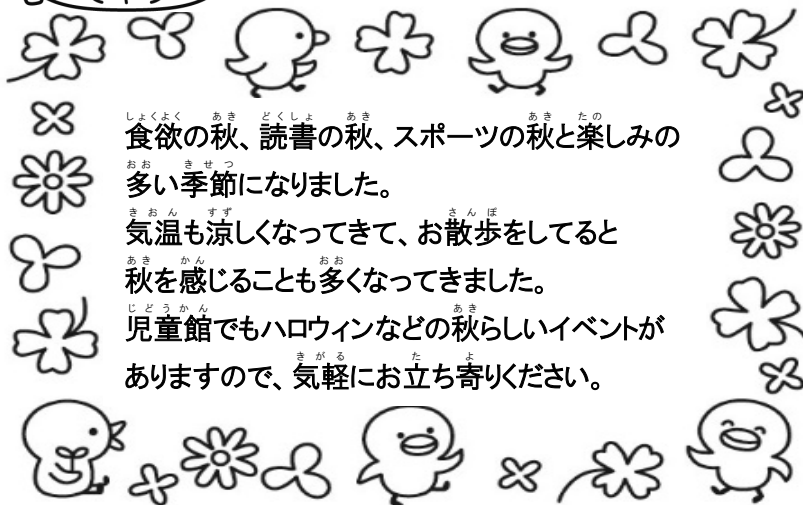 食欲の秋、読書の秋、スポーツの秋と楽しみの
多い季節になりました。
気温も涼しくなってきて、お散歩をしてると
秋を感じることも多くなってきました。
児童館でもハロウィンなどの秋らしいイベントが
ありますので、気軽にお立ち寄りください。